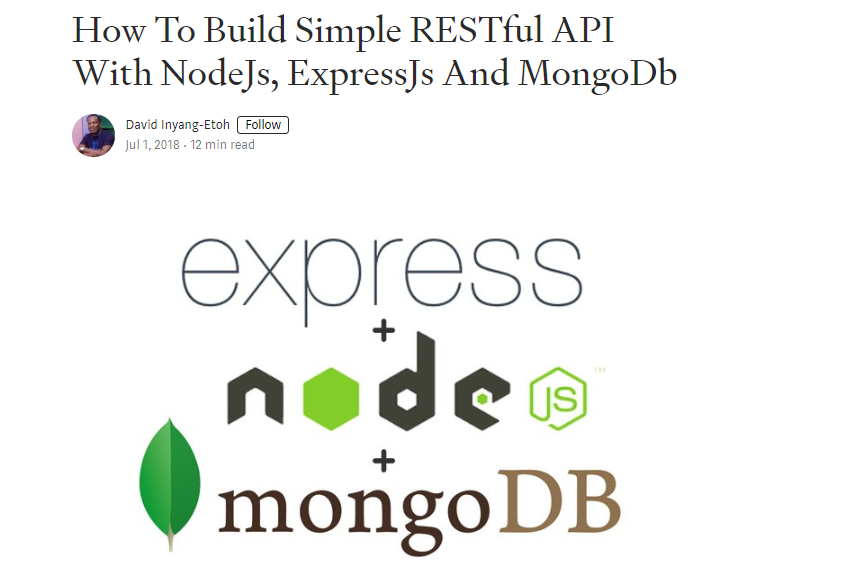 How To Build Simple RESTful API
With NodeJs, ExpressJs And MongoDb
David Inyang-Etoh Follow
Jul 1, 2018 · 12 min read
express
+
node JS ™
+
mongoDB